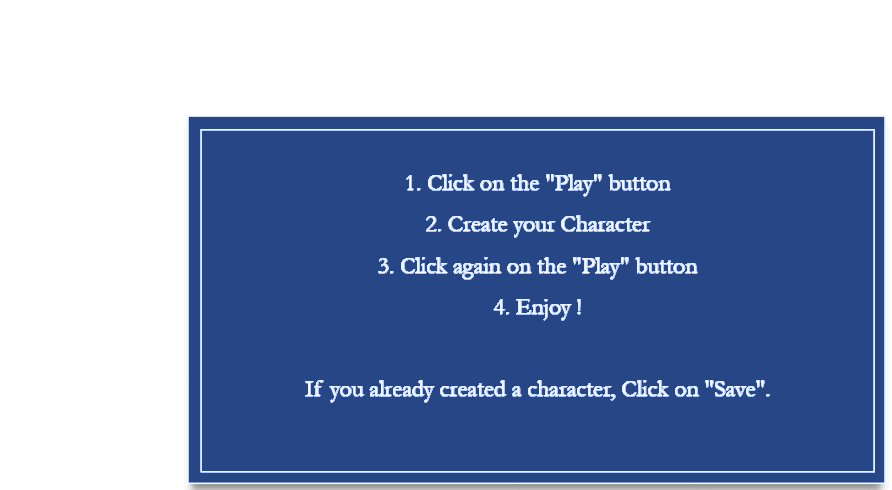 1. Click on the "Play" button
2. Create your Character
3. Click again on the "Play" button
4. Enjoy !
If you already created a character, Click on "Save".